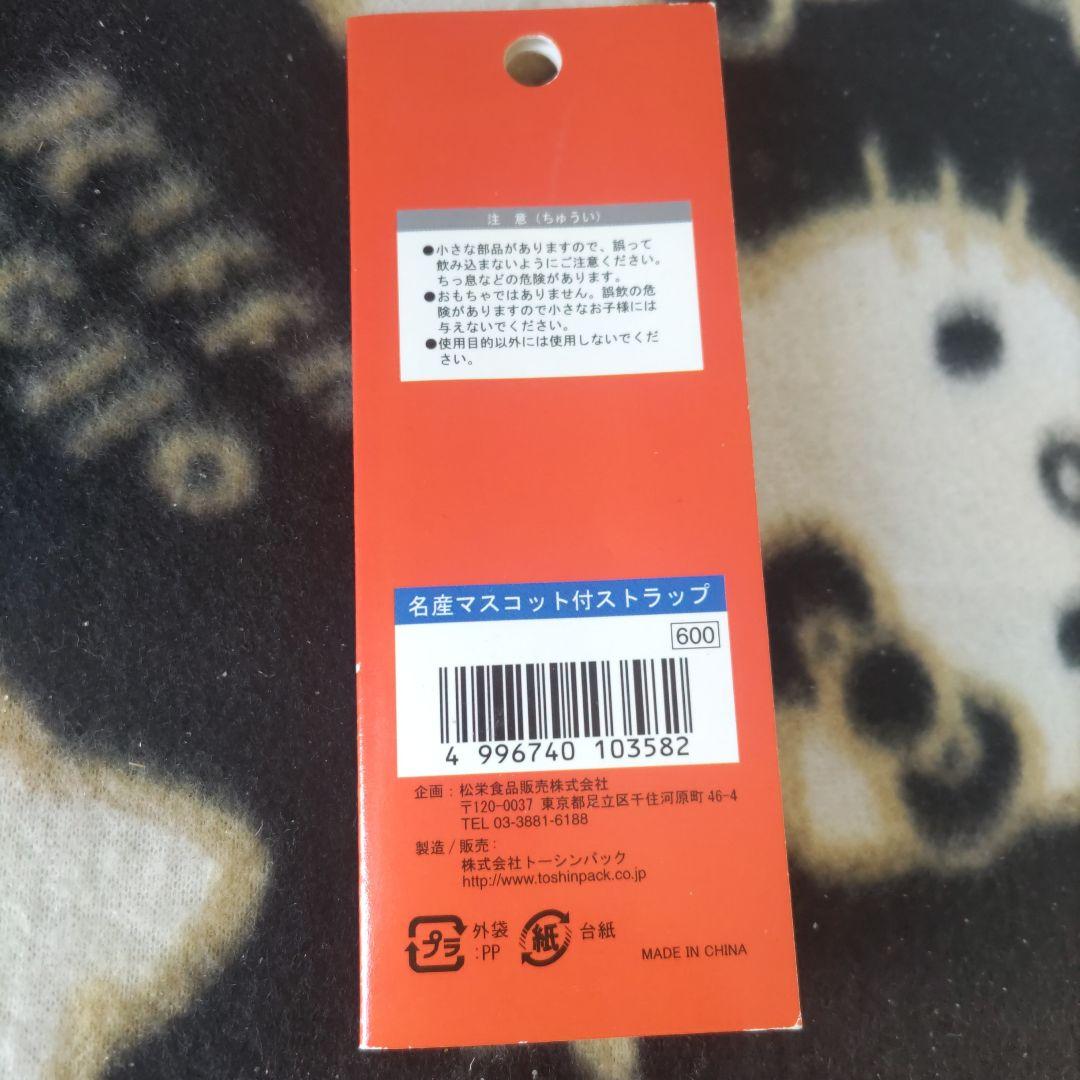 注 意 (ちゅうい)
●小さな部品がありますので、誤って
飲み込まないようにご注意ください。
ちっ息などの危険があります。
●おもちゃではありません。誤飲の危
険がありますので小さなお子様には
与えないでください。
●使用目的以外には使用しないでくだ
さい。
名産マスコット付ストラップ
600
4 996740 103582
企画：松栄食品販売株式会社
〒120-0037 東京都足立区千住河原町 46-4
TEL 03-3881-6188
製造/販売：
株式会社トーシンパック
http://www.toshinpack.co.jp
プラ 外袋 紙 台紙
:PP
MADE IN CHINA